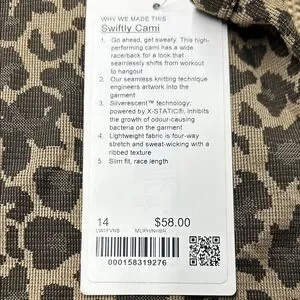 WHY WE MADE THIS
Swiftly Cami
1. Go ahead, get sweaty. This high-
performing cami has a wide
racerback for a look that
seamlessly shifts from workout
to hangout
2. Our seamless knitting technique
engineers artwork into the
garment
3. Silverescent™ technology,
powered by X-STATIC®, inhibits
the growth of odour-causing
bacteria on the garment
4. Lightweight fabric is four-way
stretch and sweat-wicking with a
ribbed texture
5. Slim fit, race length
14 $58.00
000158319276